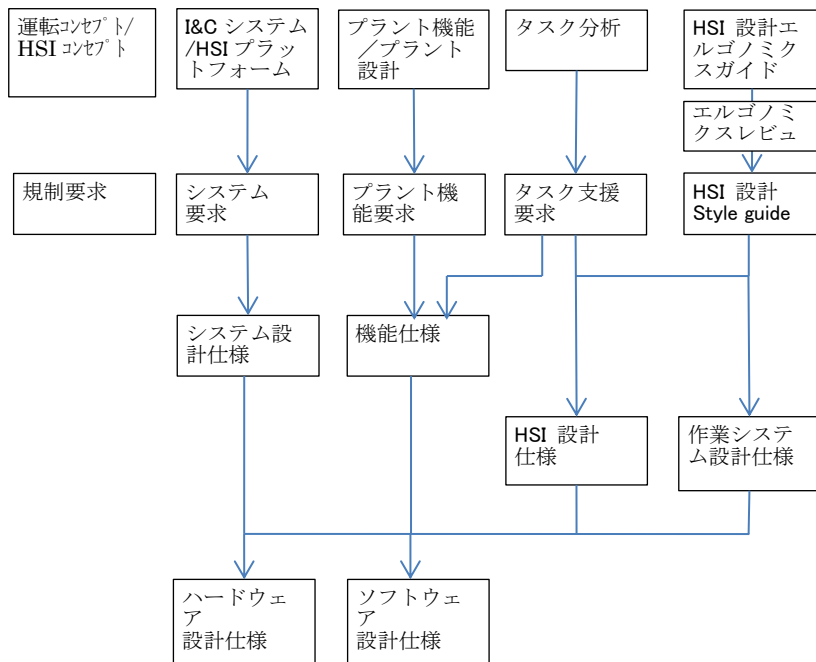 運転ｺﾝｾﾌﾟﾄ/
HSI ｺﾝｾﾌﾟﾄ
I&C システム
/HSI プラッ
トフォーム
プラント機能
／プラント
設計
タスク分析
HSI 設計エ
ルゴノミク
スガイド
エルゴノミ
クスレビュ
規制要求
システム
要求
プラント機
能要求
タスク支援
要求
HSI 設計
Style guide
システム設
計仕様
機能仕様
HSI 設計
仕様
作業システ
ム設計仕様
ハードウェ
ア
設計仕様
ソフトウェ
ア
設計仕様